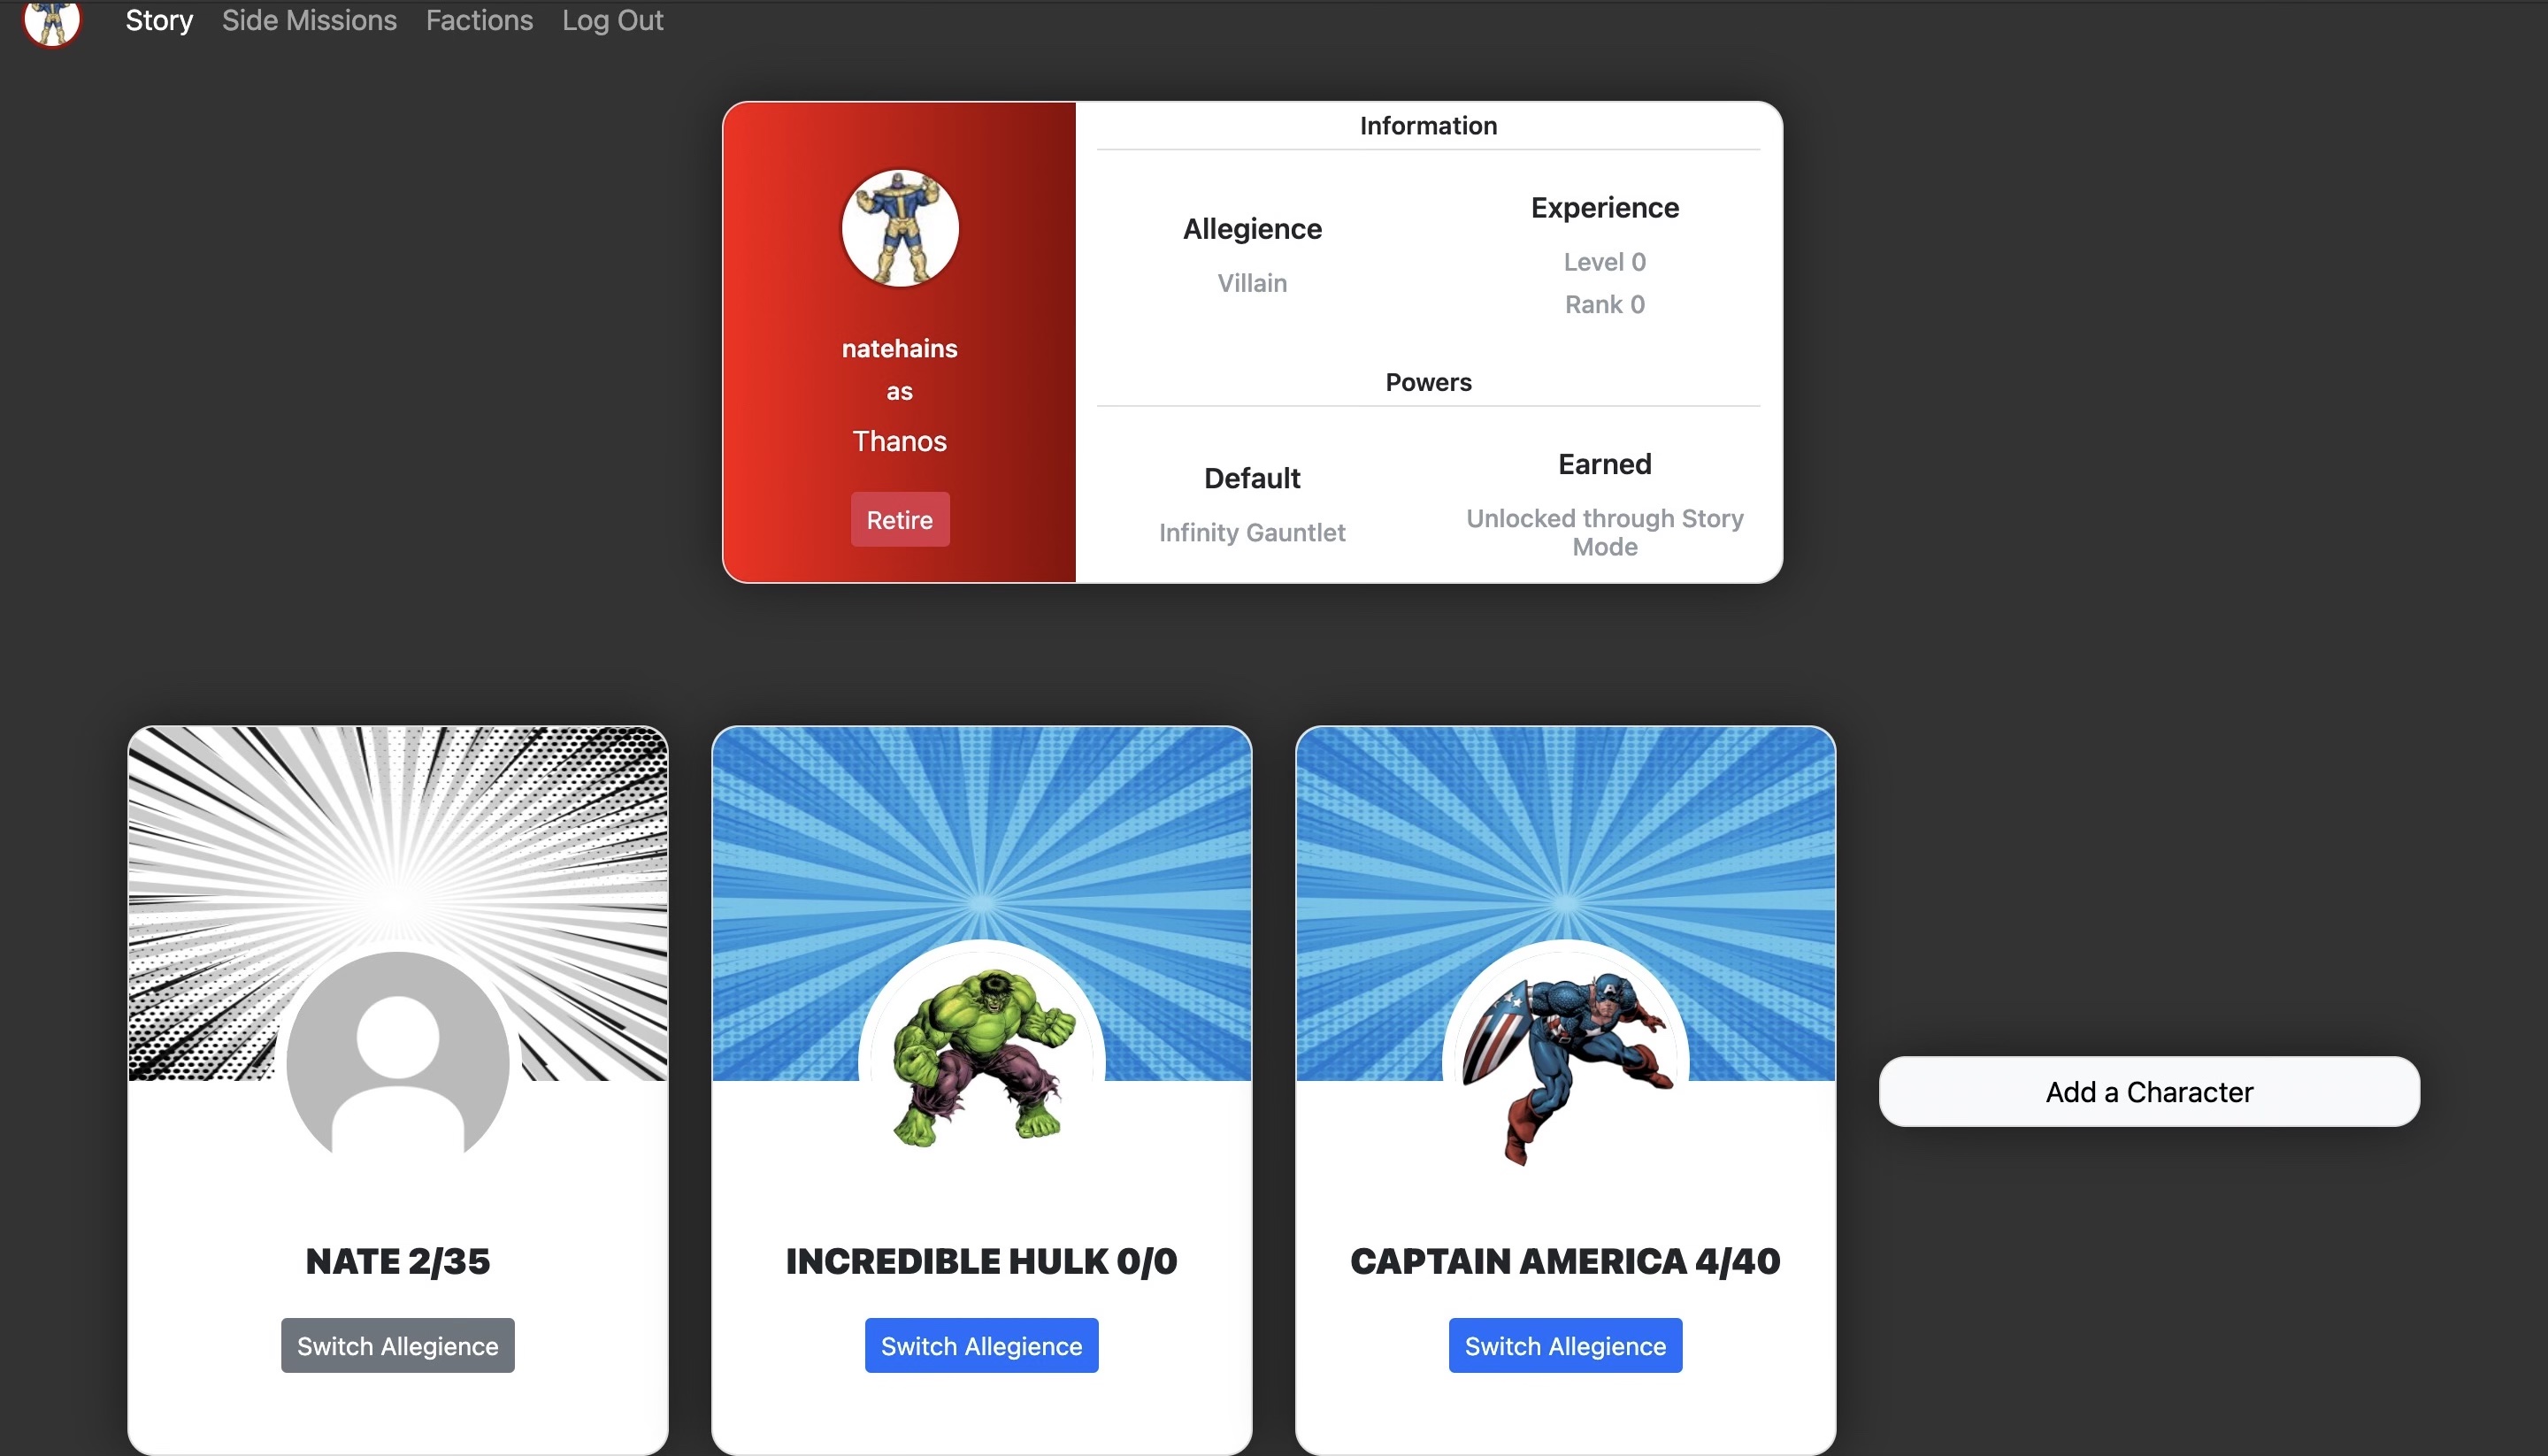 Story Side Missions Factions Log Out
Information
Allegience
Villain
Experience
Level 0
Rank 0
natehains
as
Thanos
Retire
Powers
Default
Infinity Gauntlet
Earned
Unlocked through Story
Mode
NATE 2/35
Switch Allegience
INCREDIBLE HULK 0/0
Switch Allegience
CAPTAIN AMERICA 4/40
Switch Allegience
Add a Character